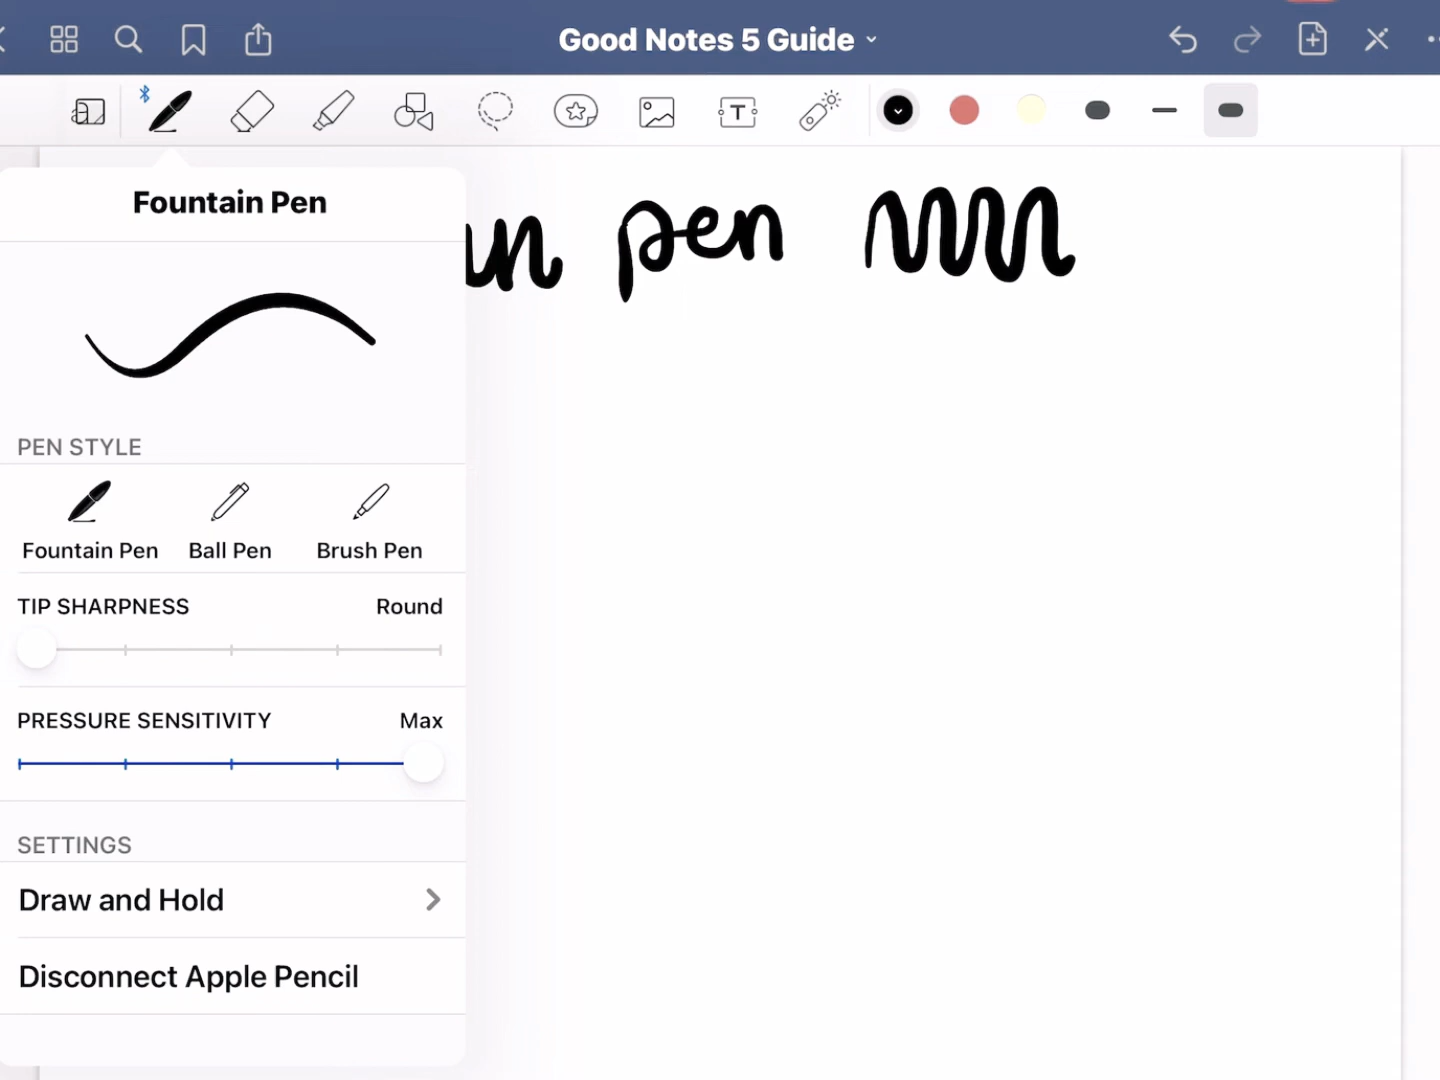 Good Notes 5 Guide
T
Fountain Pen
pen
PEN STYLE
Fountain Pen Ball Pen Brush Pen
TIP SHARPNESS Round
PRESSURE SENSITIVITY Max
SETTINGS
Draw and Hold
Disconnect Apple Pencil